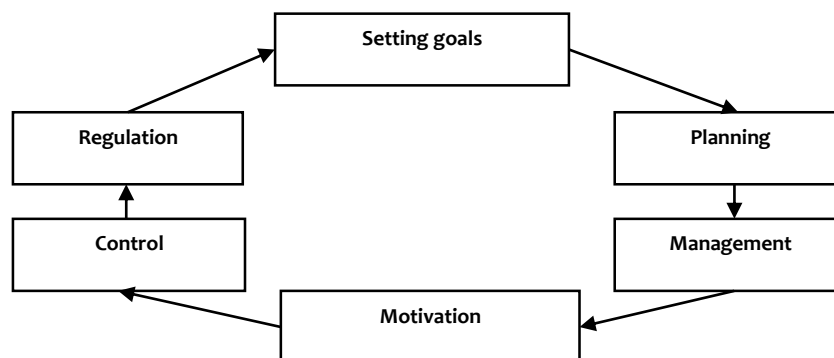 Setting goals
Regulation
Planning
Control
Management
Motivation